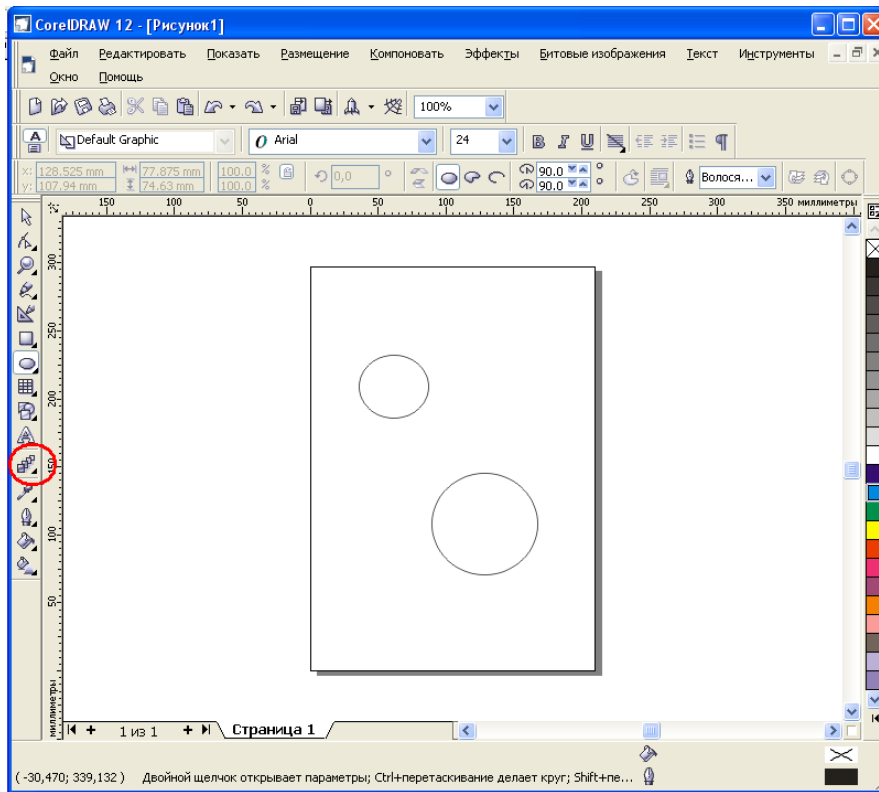 CorelDRAW 12 - [Рисунок1]
Файл Редактировать Показать Размещение Компоновать Эффекты Битовые изображения Текст Инструменты
Окно Помощь
100%
Default Graphic O Arial 24 B I U
x: 128.525 mm 77.875 mm 100.0 % 0,0 ° 90.0 ° Волося...
y: 107.94 mm 74.63 mm 100.0 % 90.0 °
150 100 50 0 50 100 150 200 250 300 350 миллиметры
300
250
200
150
100
50
миллиметры
1 из 1 Страница 1
( -30,470; 339,132 ) Двойной щелчок открывает параметры; Ctrl+перетаскивание делает круг; Shift+пе...